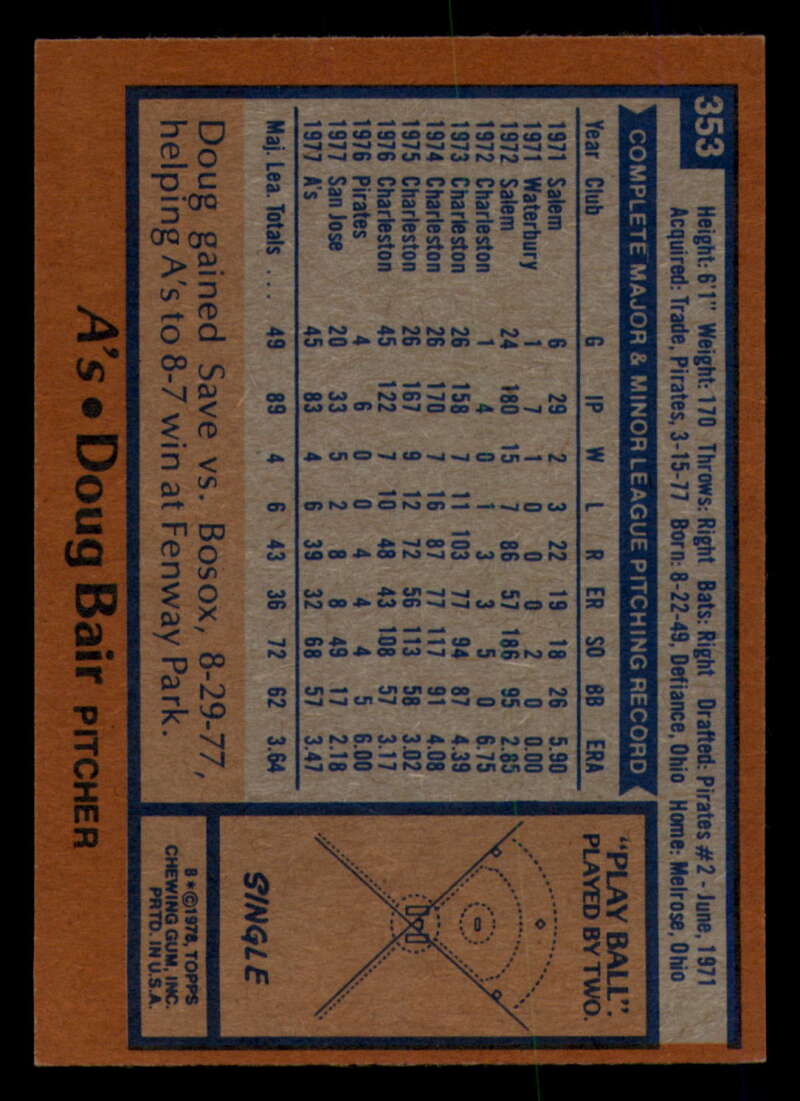 353
Height: 6'1" Weight: 170 Throws: Right Bats: Right Drafted: Pirates #2 - June, 1971
Acquired: Trade, Pirates, 3-15-77 Born: 8-22-49, Defiance, Ohio Home: Melrose, Ohio
COMPLETE MAJOR & MINOR LEAGUE PITCHING RECORD
Year Club G IP W L R ER SO BB ERA
1971 Salem 6 29 2 3 22 19 18 26 5.90
1971 Waterbury 1 7 1 0 0 0 2 0 0.00
1972 Salem 24 180 15 7 86 57 186 95 2.85
1972 Charleston 1 4 0 1 3 3 5 0 6.75
1973 Charleston 26 158 7 11 103 77 94 87 4.39
1974 Charleston 26 170 7 16 87 77 117 91 4.08
1975 Charleston 26 167 9 12 72 56 113 58 3.02
1976 Charleston 45 122 7 10 48 43 108 57 3.17
1976 Pirates 4 6 0 0 4 4 4 5 6.00
1977 San Jose 20 33 5 2 8 8 49 17 2.18
1977 A's 45 83 4 6 39 32 68 57 3.47
Maj. Lea. Totals ... 49 89 4 6 43 36 72 62 3.64
Doug gained Save vs. Bosox, 8-29-77,
helping A's to 8-7 win at Fenway Park.
"PLAY BALL".
PLAYED BY TWO.
SINGLE
8*©1978, TOPPS
CHEWING GUM, INC.
PRTD. IN U.S.A.
A's • Doug Bair PITCHER